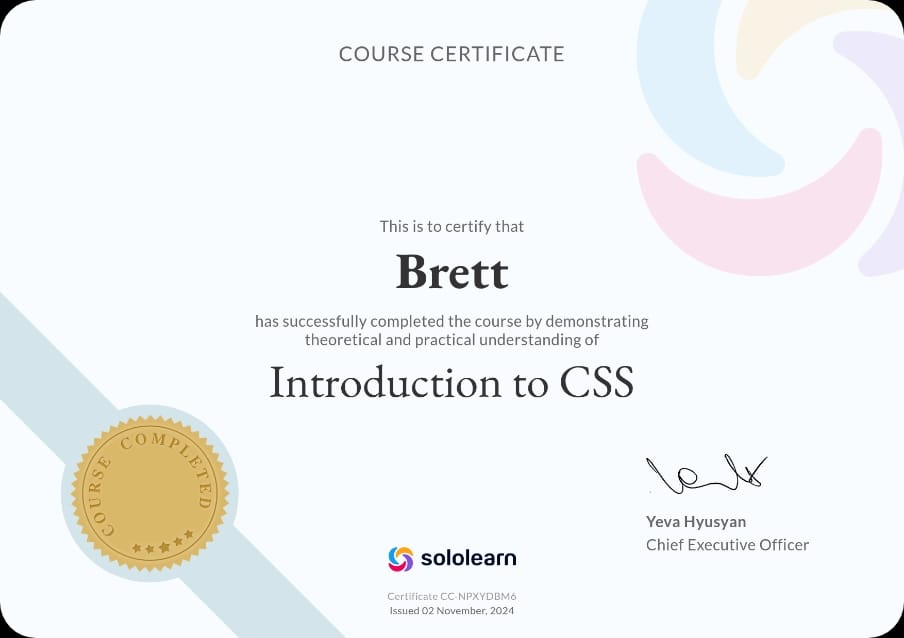 COURSE CERTIFICATE
This is to certify that
Brett
has successfully completed the course by demonstrating
theoretical and practical understanding of
Introduction to CSS
COURSE COMPLETED
Yeva Hyusyan
Chief Executive Officer
sololearn
Certificate CC-NPXYDBM6
Issued 02 November, 2024